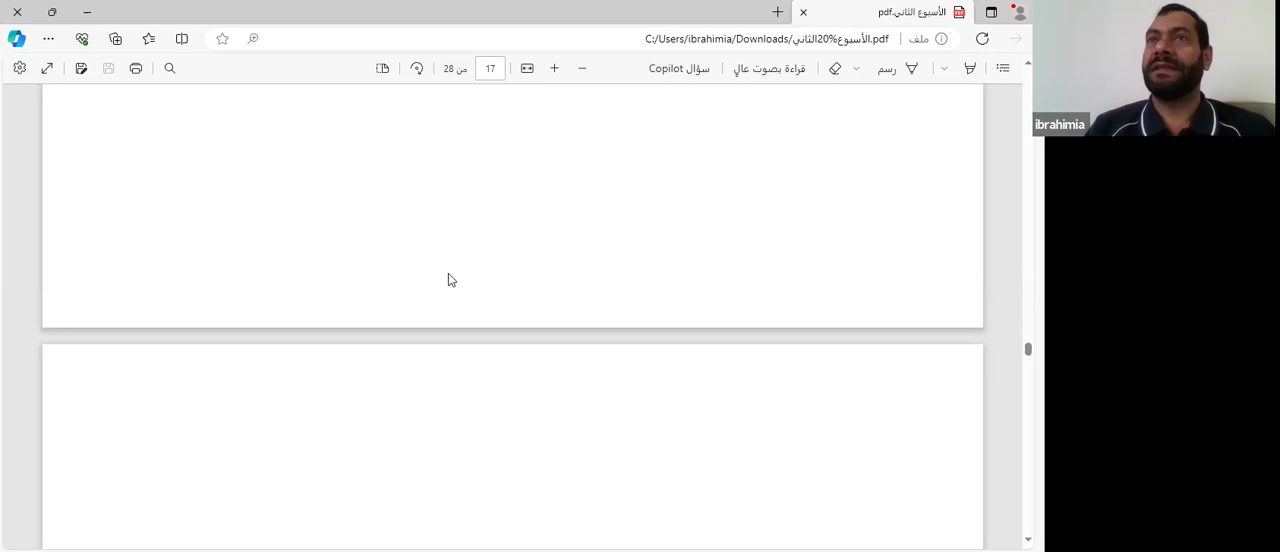 الأسبوع الثاني.pdf
ملف C:/Users/ibrahimia/Downloads/الأسبوع%20الثاني.pdf
رسم قراءة بصوت عالٍ سؤال Copilot 17 من 28
ibrahimia